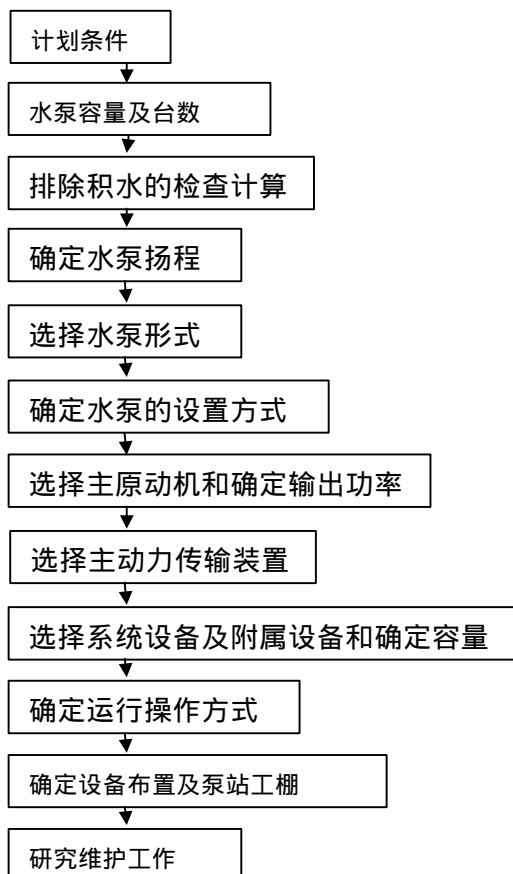 计划条件
水泵容量及台数
排除积水的检查计算
确定水泵扬程
选择水泵形式
确定水泵的设置方式
选择主原动机和确定输出功率
选择主动力传输装置
选择系统设备及附属设备和确定容量
确定运行操作方式
确定设备布置及泵站工棚
研究维护工作